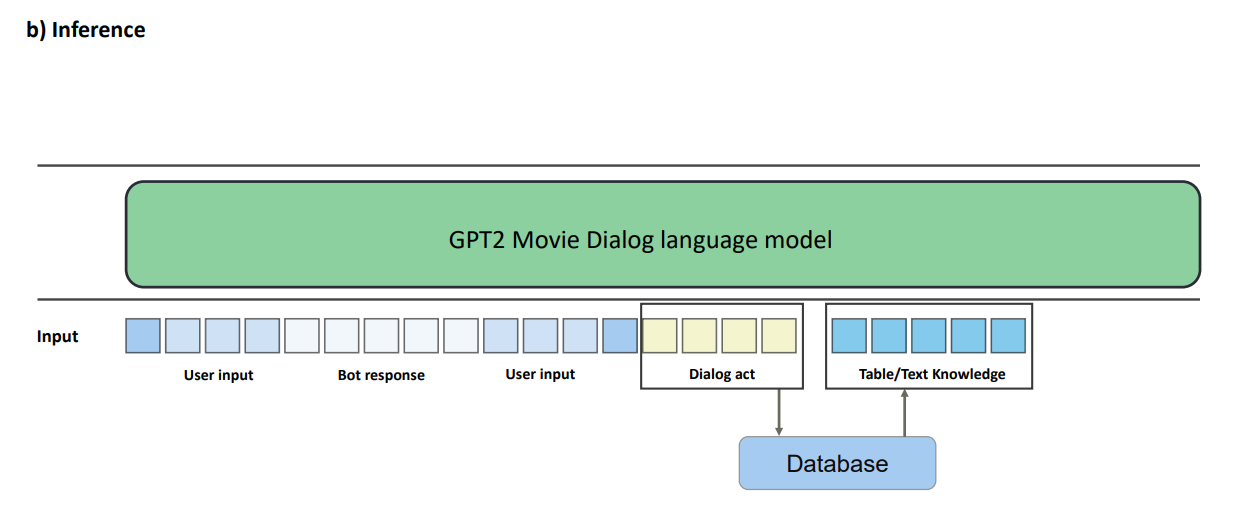 b) Inference
GPT2 Movie Dialog language model
Input
User input
Bot response
User input
Dialog act
Table/Text Knowledge
Database